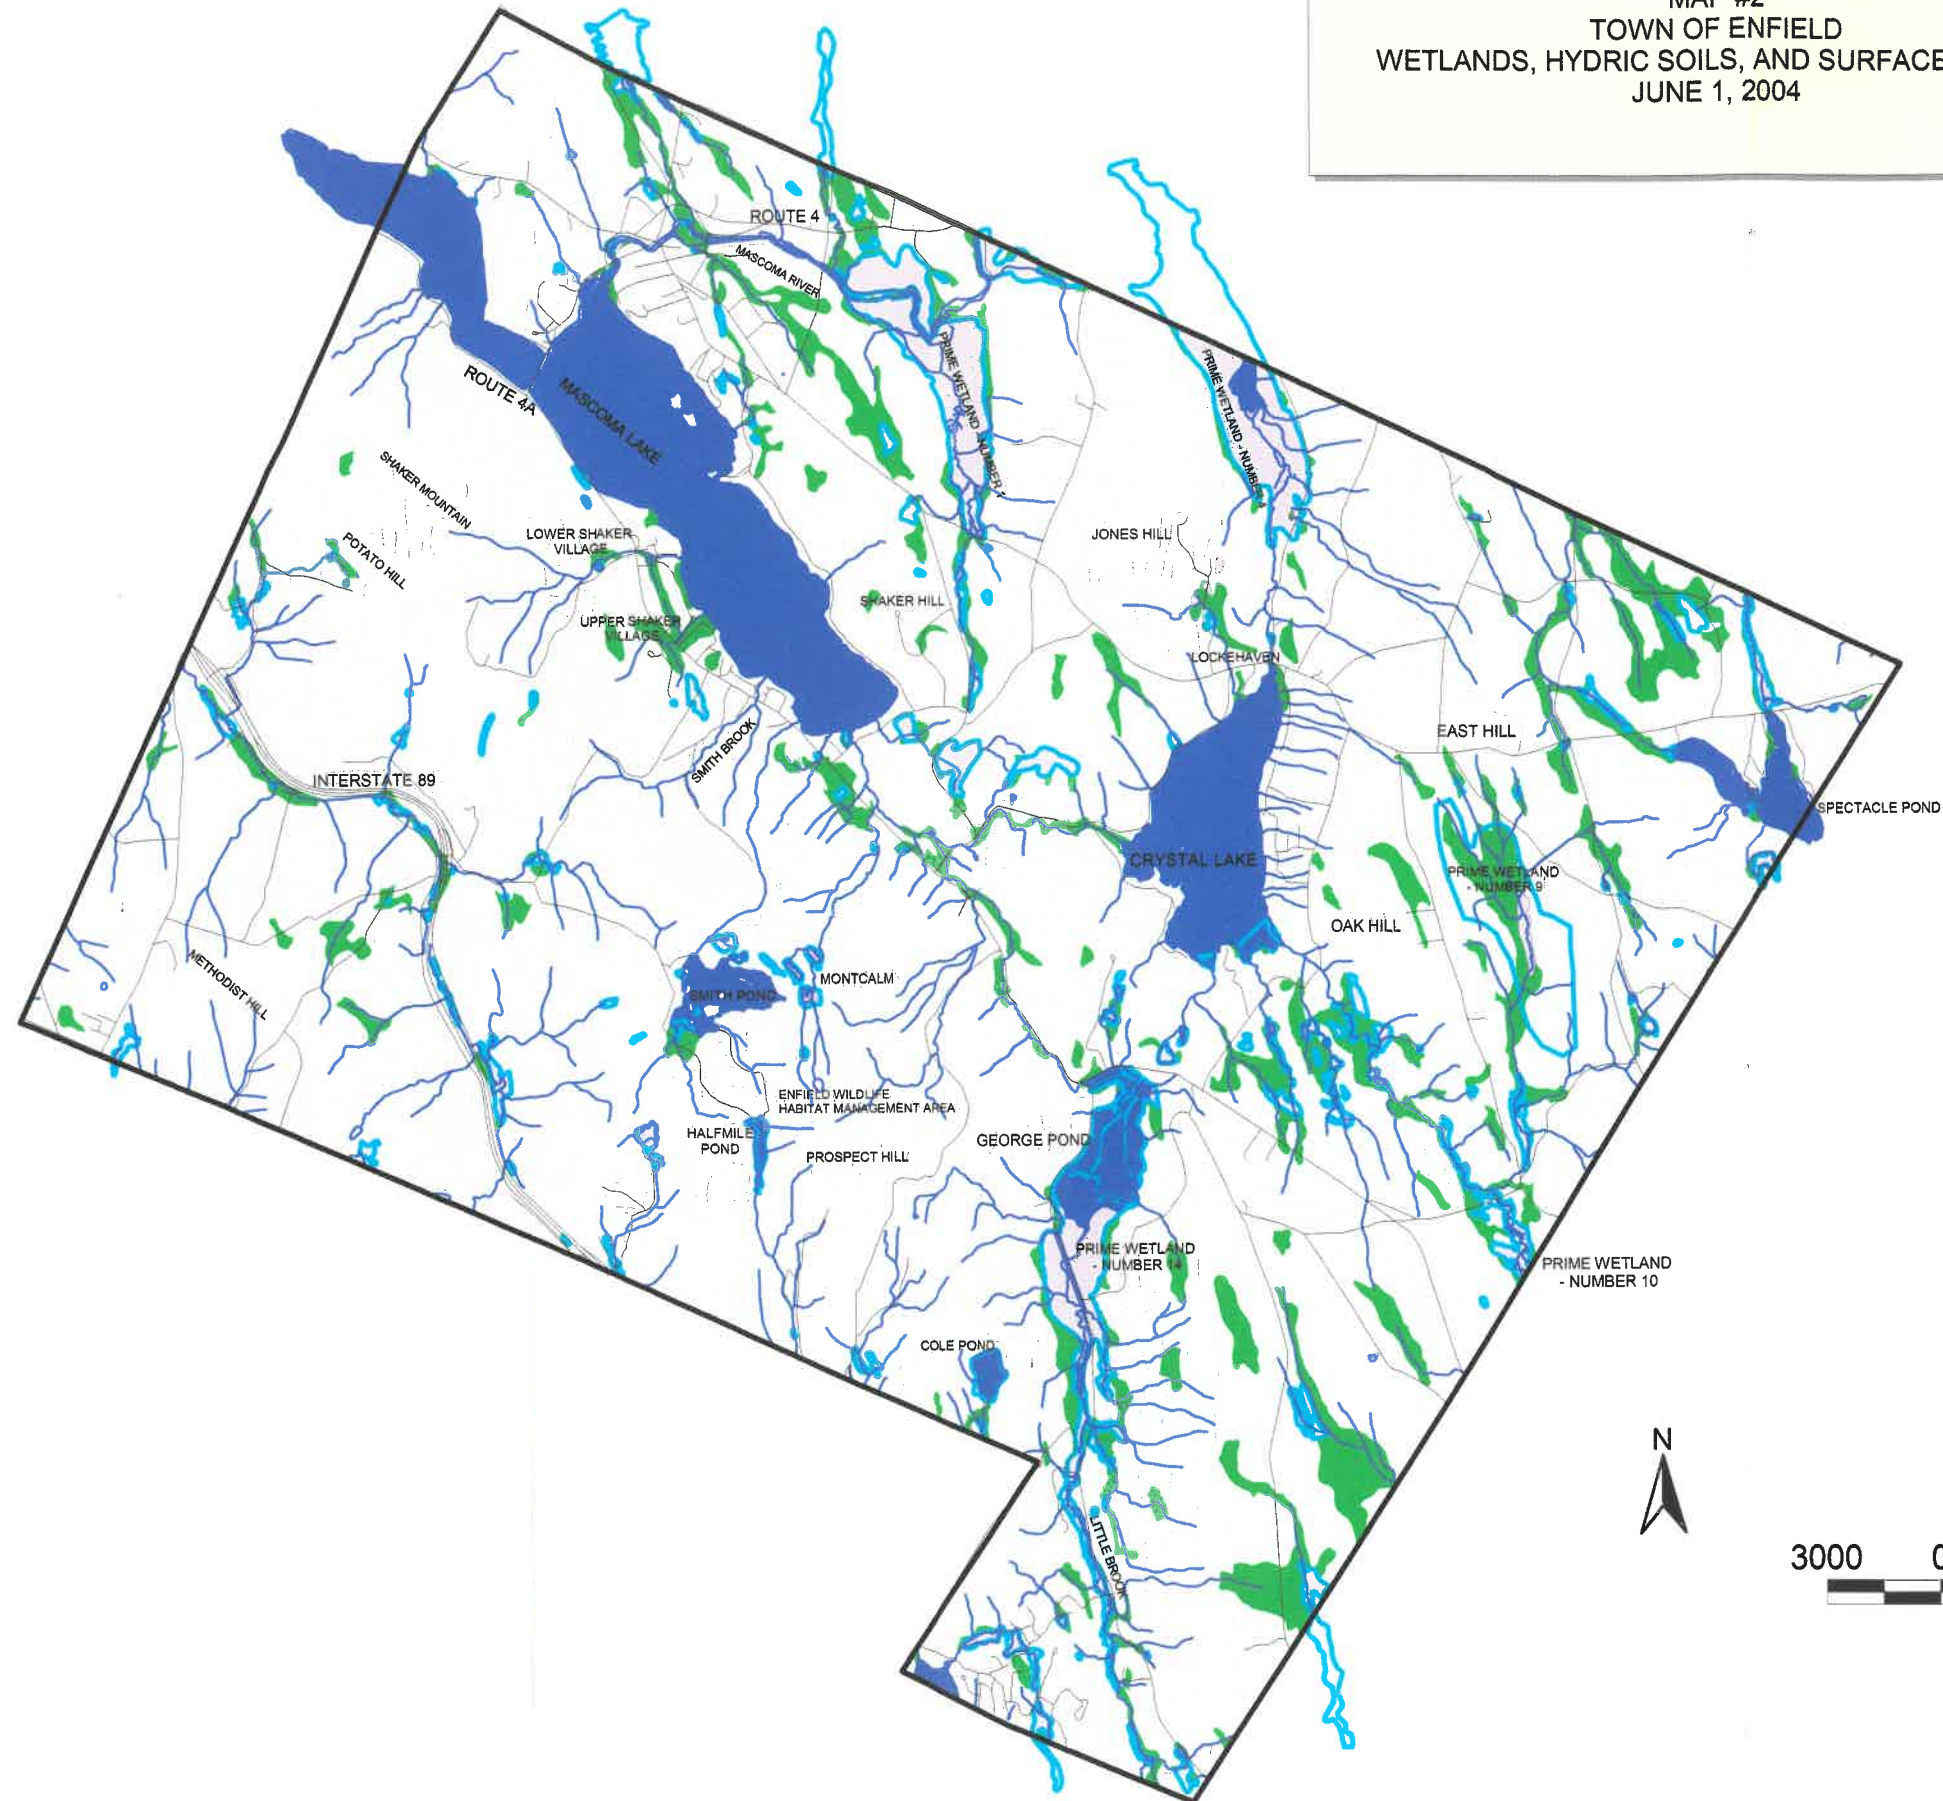 MAP #2
TOWN OF ENFIELD
WETLANDS, HYDRIC SOILS, AND SURFACE
JUNE 1, 2004
ROUTE 4
MASCOMA RIVER
PRIME WETLAND - NUMBER
PRIME WETLAND - NUMBER
ROUTE 4A
MASCOMA LAKE
SHAKER MOUNTAIN
POTATO HILL
LOWER SHAKER
VILLAGE
JONES HILL
SHAKER HILL
UPPER SHAKER
VILLAGE
LOCKEHAVEN
SMITH BROOK
EAST HILL
INTERSTATE 89
SPECTACLE POND
CRYSTAL LAKE
PRIME WETLAND
- NUMBER 9
OAK HILL
METHODIST HILL
MONTCALM
SMITH POND
ENFIELD WILDLIFE
HABITAT MANAGEMENT AREA
HALFMILE
POND
PROSPECT HILL
GEORGE POND
PRIME WETLAND
- NUMBER 14
PRIME WETLAND
- NUMBER 10
COLE POND
LITTLE BROOK
N
3000 0